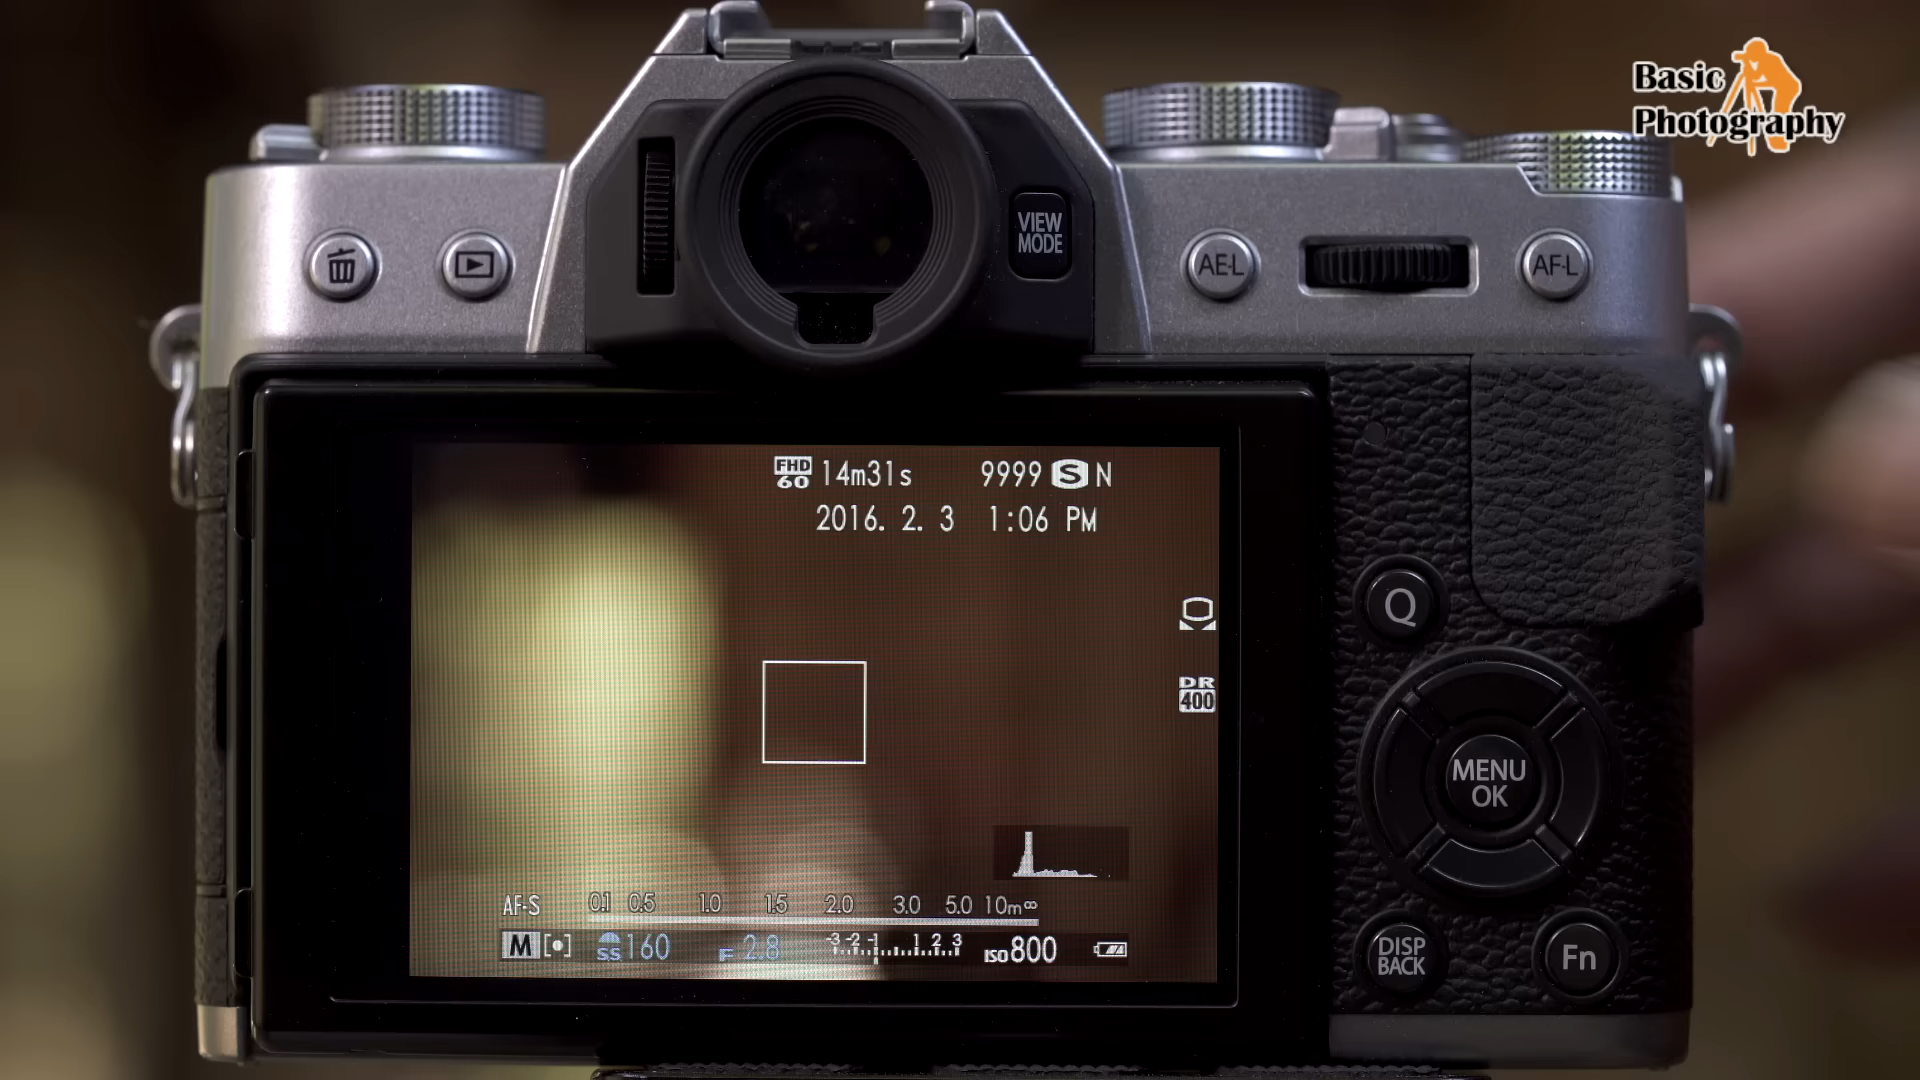 Basic
Photography
VIEW
MODE
AE-L
AF-L
FHD
60
14m31s
9999 S N
2016. 2. 3 1:06 PM
DR
400
Q
MENU
OK
AF-S 0.1 0.5 1.0 1.5 2.0 3.0 5.0 10m ∞
M SS 160 F 2.8 -3 -2 -1 1 2 3 ISO 800
DISP
BACK
Fn